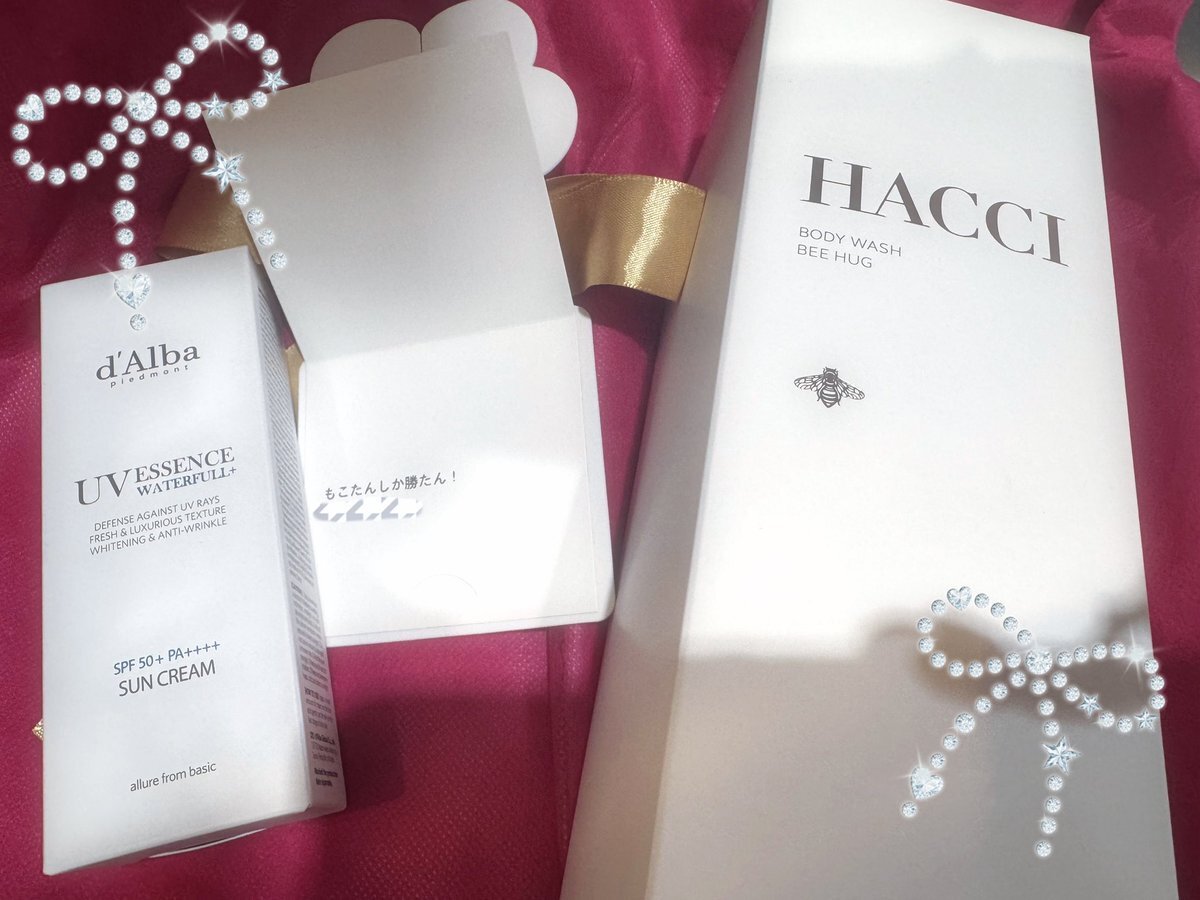 d'Alba
piedmont
UV ESSENCE
WATERFULL+
DEFENSE AGAINST UV RAYS
FRESH & LUXURIOUS TEXTURE
WHITENING & ANTI-WRINKLE
SPF 50+ PA++++
SUN CREAM
allure from basic
もこたんしか勝たん！
HACCI
BODY WASH
BEE HUG